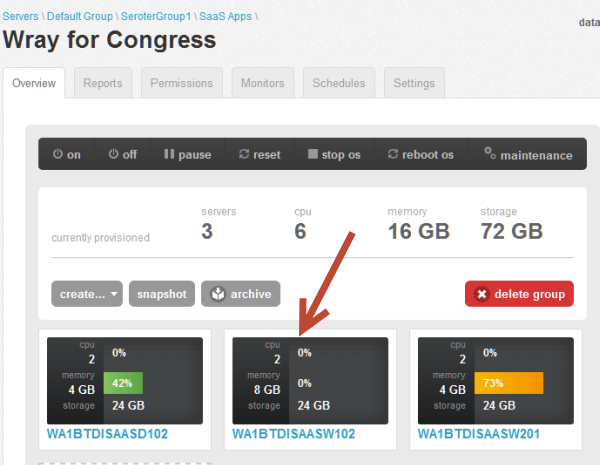 Servers \ Default Group \ SeroterGroup1 \ SaaS Apps \
data
Wray for Congress
Overview Reports Permissions Monitors Schedules Settings
on off pause reset stop os reboot os maintenance
servers cpu memory storage
currently provisioned 3 6 16 GB 72 GB
create... snapshot archive delete group
cpu
2 0%
memory
4 GB 42%
storage 24 GB
WA1BTDISAASD102
cpu
2 0%
memory
8 GB 0%
storage 24 GB
WA1BTDISAASW102
cpu
2 0%
memory
4 GB 73%
storage 24 GB
WA1BTDISAASW201